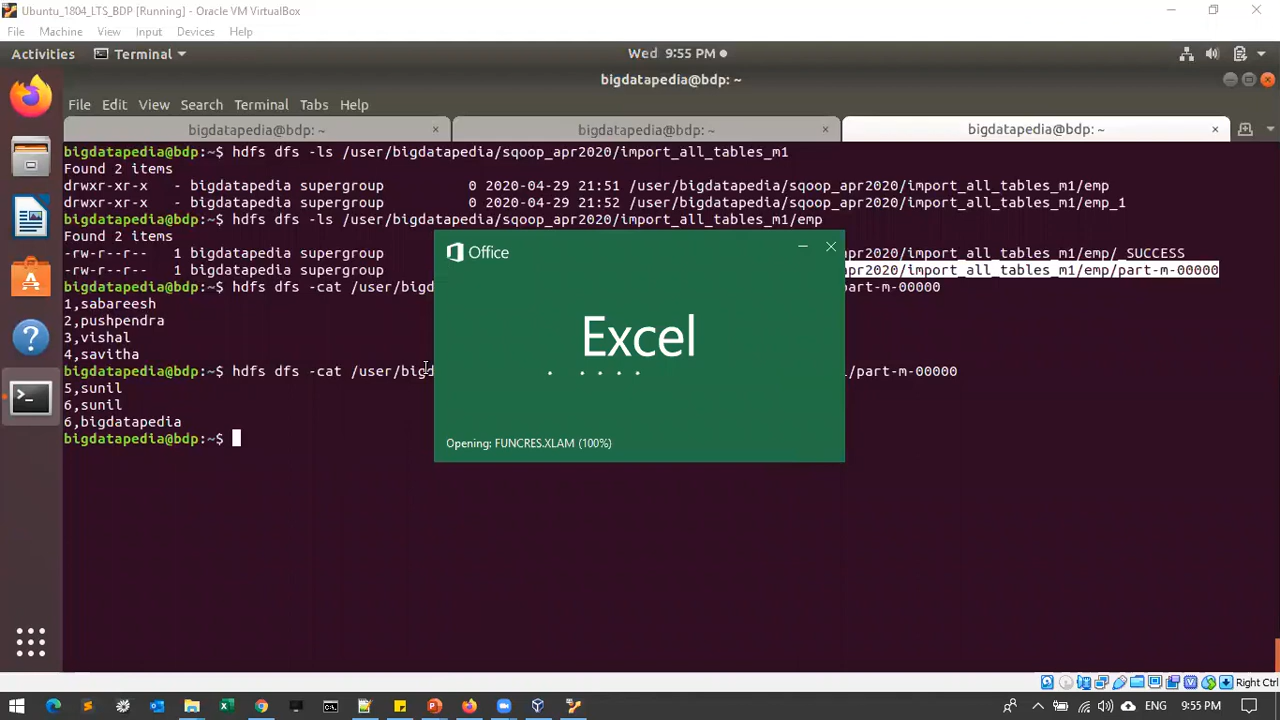 Ubuntu_1804_LTS_BDP [Running] - Oracle VM VirtualBox
File Machine View Input Devices Help
Activities Terminal Wed 9:55 PM
bigdatapedia@bdp: ~
File Edit View Search Terminal Tabs Help
bigdatapedia@bdp: ~ × bigdatapedia@bdp: ~ × bigdatapedia@bdp: ~ ×
bigdatapedia@bdp:~$ hdfs dfs -ls /user/bigdatapedia/sqoop_apr2020/import_all_tables_m1
Found 2 items
drwxr-xr-x - bigdatapedia supergroup 0 2020-04-29 21:51 /user/bigdatapedia/sqoop_apr2020/import_all_tables_m1/emp
drwxr-xr-x - bigdatapedia supergroup 0 2020-04-29 21:52 /user/bigdatapedia/sqoop_apr2020/import_all_tables_m1/emp_1
bigdatapedia@bdp:~$ hdfs dfs -ls /user/bigdatapedia/sqoop_apr2020/import_all_tables_m1/emp
Found 2 items
-rw-r--r-- 1 bigdatapedia supergroup apr2020/import_all_tables_m1/emp/_SUCCESS
-rw-r--r-- 1 bigdatapedia supergroup apr2020/import_all_tables_m1/emp/part-m-00000
bigdatapedia@bdp:~$ hdfs dfs -cat /user/bigd part-m-00000
1,sabareesh
2,pushpendra
3,vishal
4,savitha
bigdatapedia@bdp:~$ hdfs dfs -cat /user/bigd /part-m-00000
5,sunil
6,sunil
6,bigdatapedia
bigdatapedia@bdp:~$
Office
Excel
Opening: FUNCRES.XLAM (100%)
Right Ctrl
ENG 9:55 PM